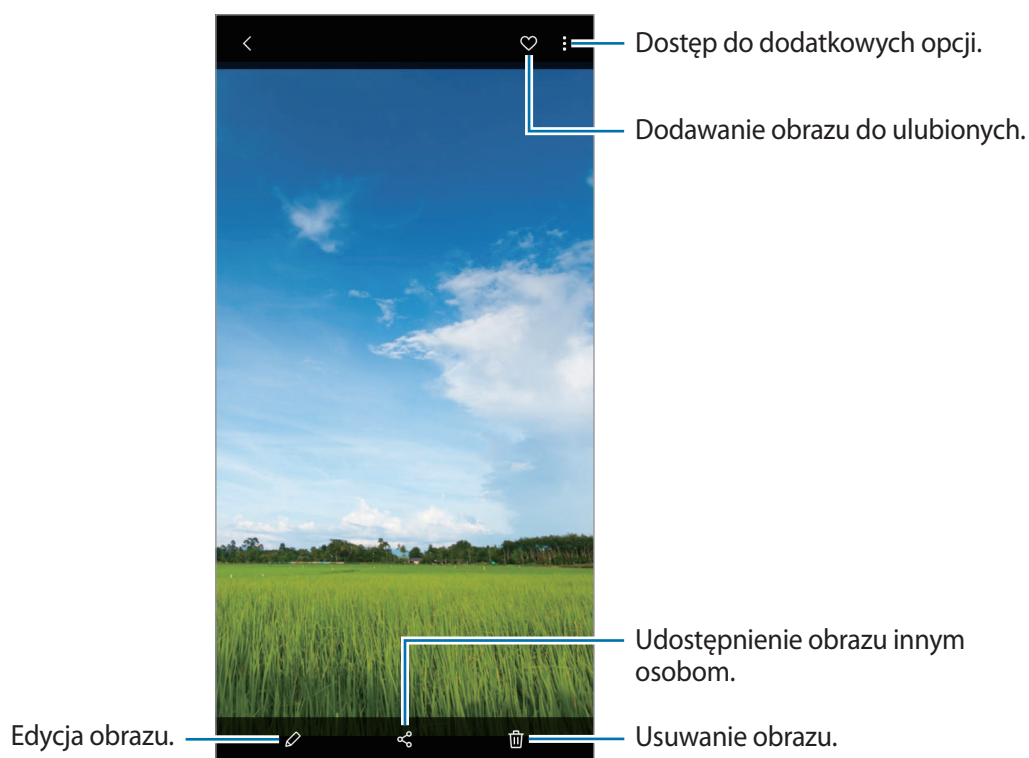 Dostęp do dodatkowych opcji.
Dodawanie obrazu do ulubionych.
Udostępnienie obrazu innym
osobom.
Edycja obrazu.
Usuwanie obrazu.